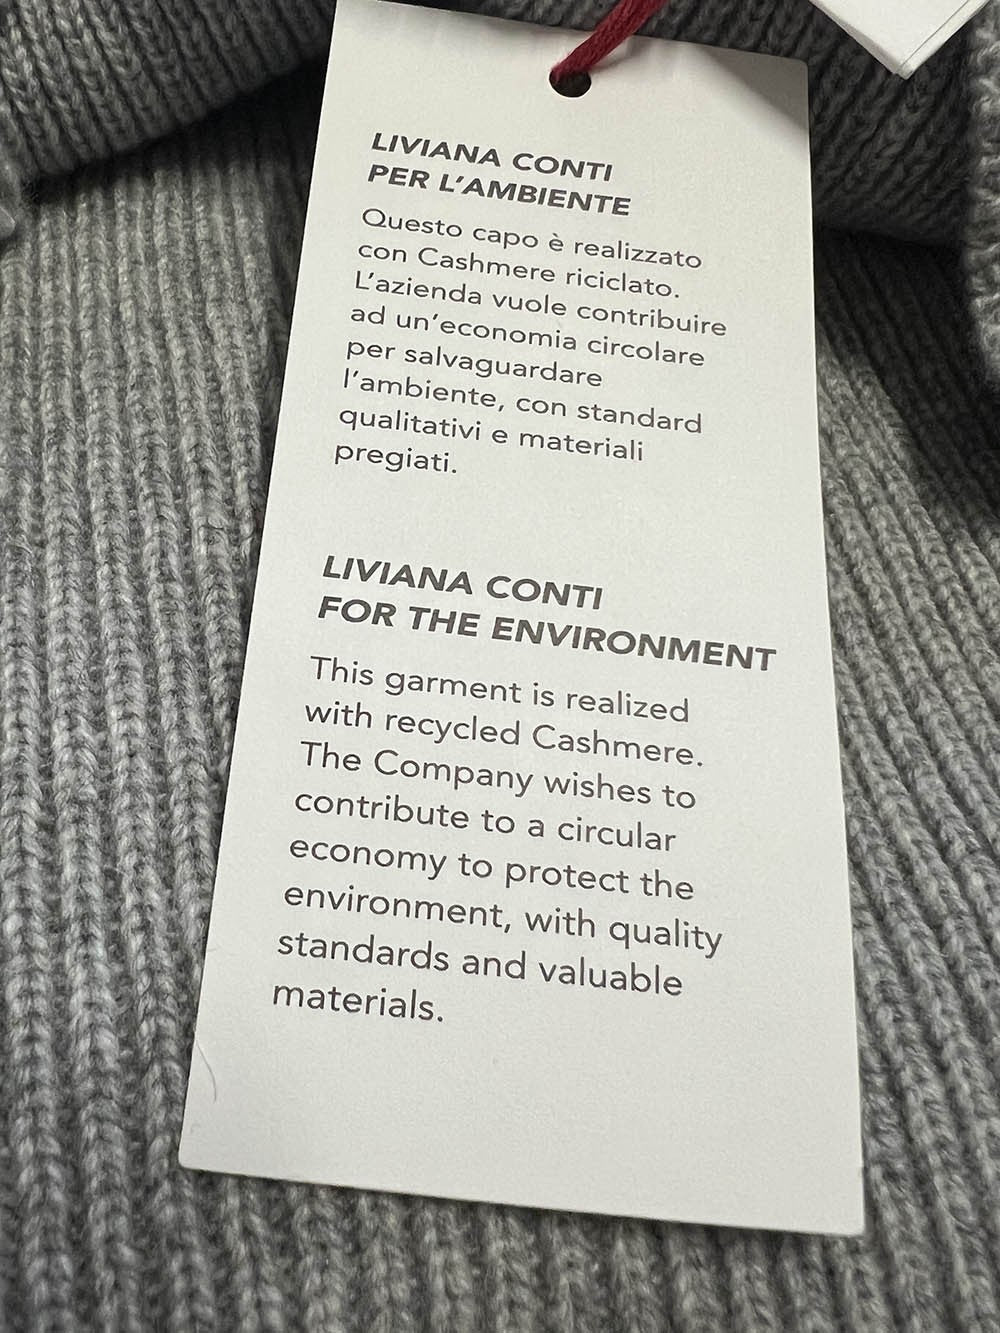 LIVIANA CONTI
PER L'AMBIENTE
Questo capo è realizzato
con Cashmere riciclato.
L'azienda vuole contribuire
ad un'economia circolare
per salvaguardare
l'ambiente, con standard
qualitativi e materiali
pregiati.
LIVIANA CONTI
FOR THE ENVIRONMENT
This garment is realized
with recycled Cashmere.
The Company wishes to
contribute to a circular
economy to protect the
environment, with quality
standards and valuable
materials.